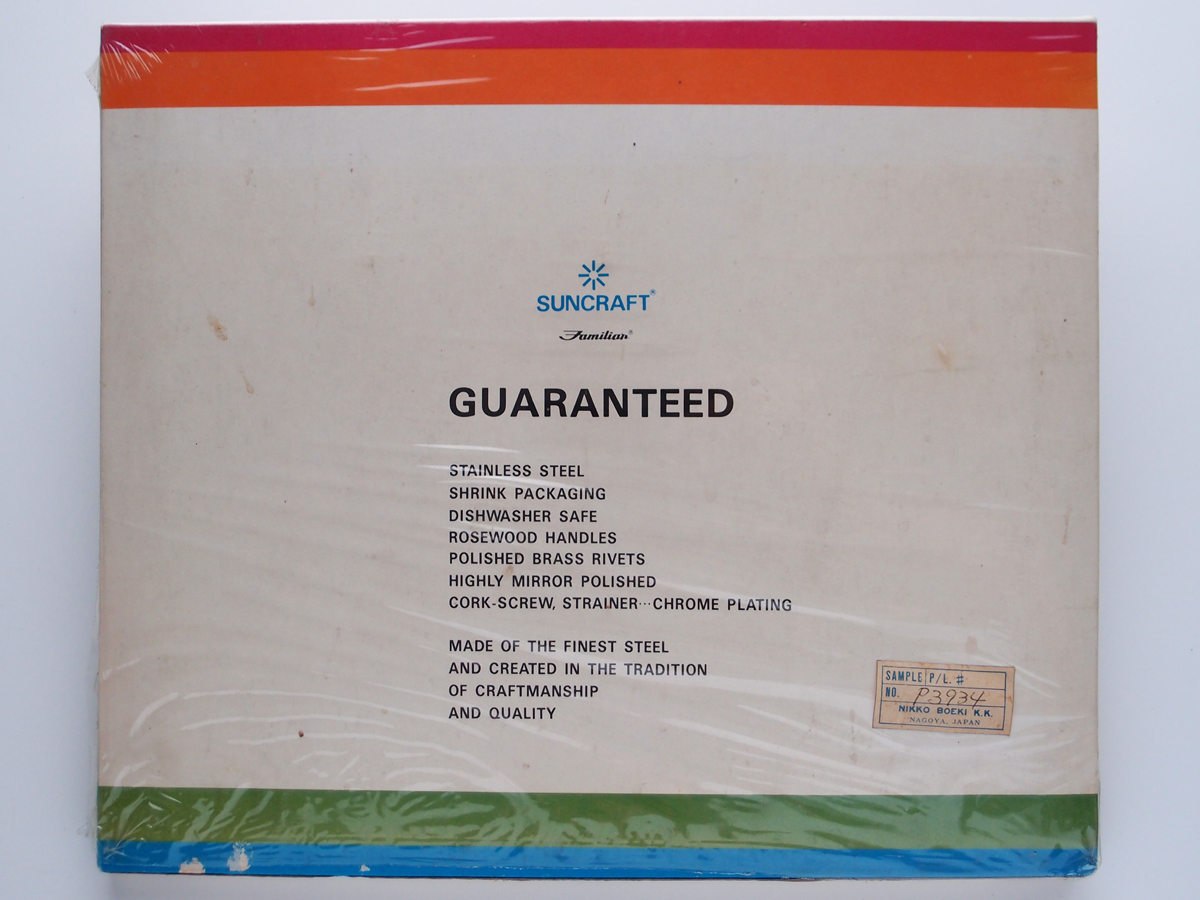 SUNCRAFT®
Familiar®
GUARANTEED
STAINLESS STEEL
SHRINK PACKAGING
DISHWASHER SAFE
ROSEWOOD HANDLES
POLISHED BRASS RIVETS
HIGHLY MIRROR POLISHED
CORK-SCREW, STRAINER···CHROME PLATING
MADE OF THE FINEST STEEL
AND CREATED IN THE TRADITION
OF CRAFTMANSHIP
AND QUALITY
SAMPLE P/L. #
NO. P3934
NIKKO BOEKI K.K.
NAGOYA, JAPAN